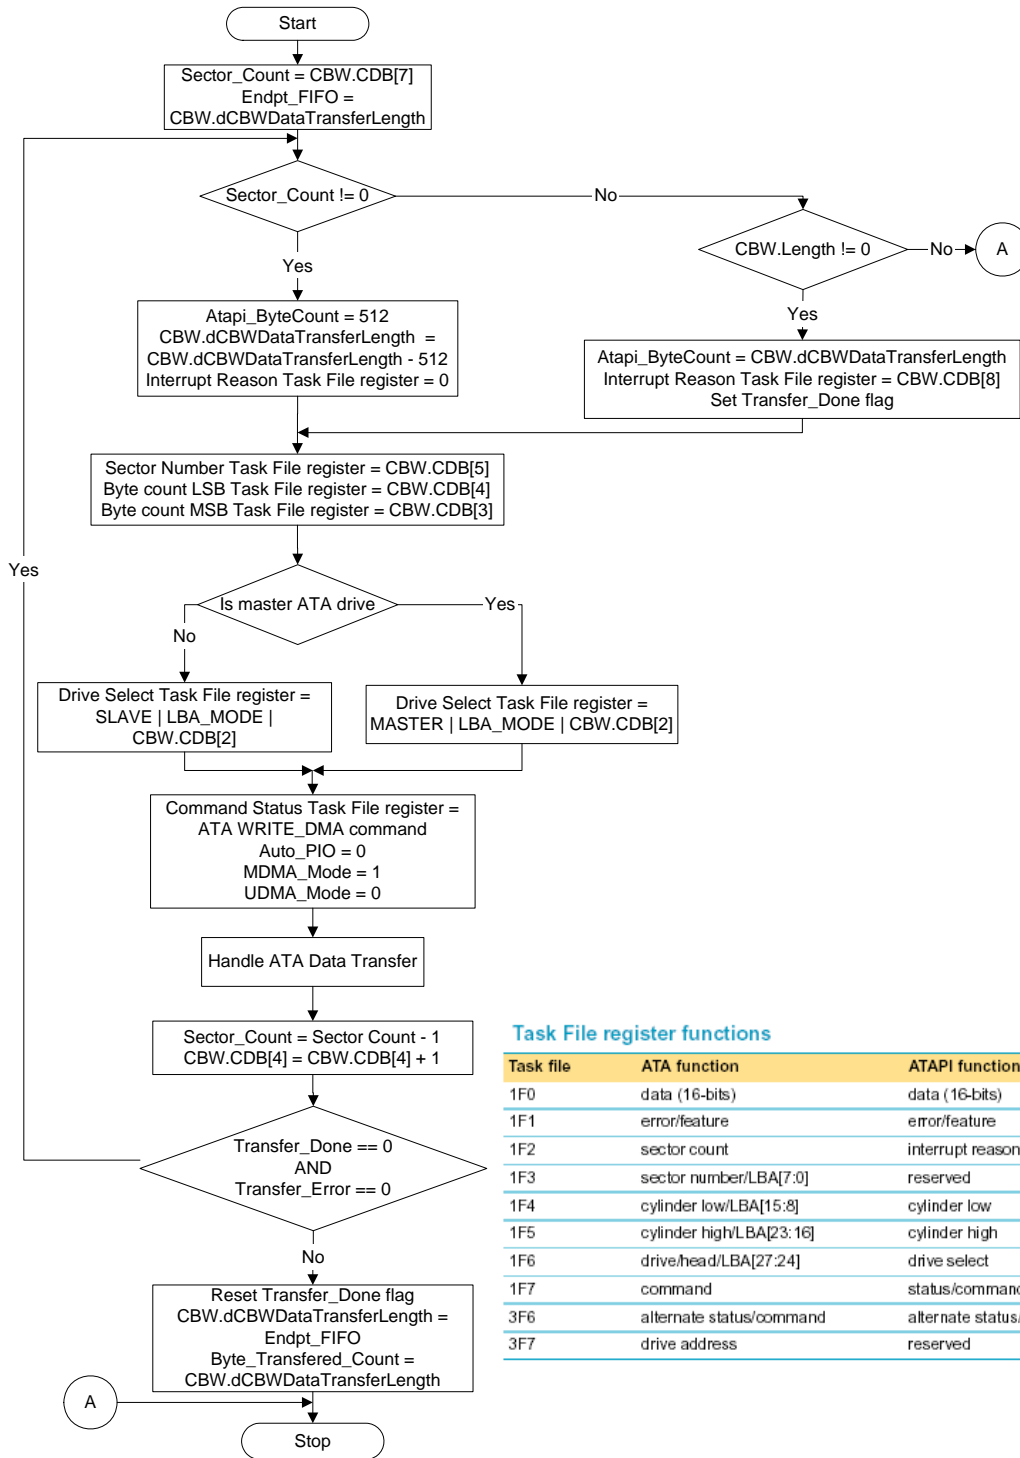 Start
Sector_Count = CBW.CDB[7]
Endpt_FIFO =
CBW.dCBWDataTransferLength
Sector_Count != 0
No
CBW.Length != 0
No
A
Yes
Yes
Atapi_ByteCount = 512
CBW.dCBWDataTransferLength =
CBW.dCBWDataTransferLength - 512
Interrupt Reason Task File register = 0
Atapi_ByteCount = CBW.dCBWDataTransferLength
Interrupt Reason Task File register = CBW.CDB[8]
Set Transfer_Done flag
Sector Number Task File register = CBW.CDB[5]
Byte count LSB Task File register = CBW.CDB[4]
Byte count MSB Task File register = CBW.CDB[3]
Yes
Is master ATA drive
Yes
No
Drive Select Task File register =
SLAVE | LBA_MODE |
CBW.CDB[2]
Drive Select Task File register =
MASTER | LBA_MODE | CBW.CDB[2]
Command Status Task File register =
ATA WRITE_DMA command
Auto_PIO = 0
MDMA_Mode = 1
UDMA_Mode = 0
Handle ATA Data Transfer
Sector_Count = Sector Count - 1
CBW.CDB[4] = CBW.CDB[4] + 1
Transfer_Done == 0
AND
Transfer_Error == 0
No
Reset Transfer_Done flag
CBW.dCBWDataTransferLength =
Endpt_FIFO
Byte_Transfered_Count =
CBW.dCBWDataTransferLength
A
Stop
Task File register functions
Task file ATA function ATAPI function
1F0 data (16-bits) data (16-bits)
1F1 error/feature error/feature
1F2 sector count interrupt reason
1F3 sector number/LBA[7:0] reserved
1F4 cylinder low/LBA[15:8] cylinder low
1F5 cylinder high/LBA[23:16] cylinder high
1F6 drive/head/LBA[27:24] drive select
1F7 command status/command
3F6 alternate status/command alternate status/
3F7 drive address reserved